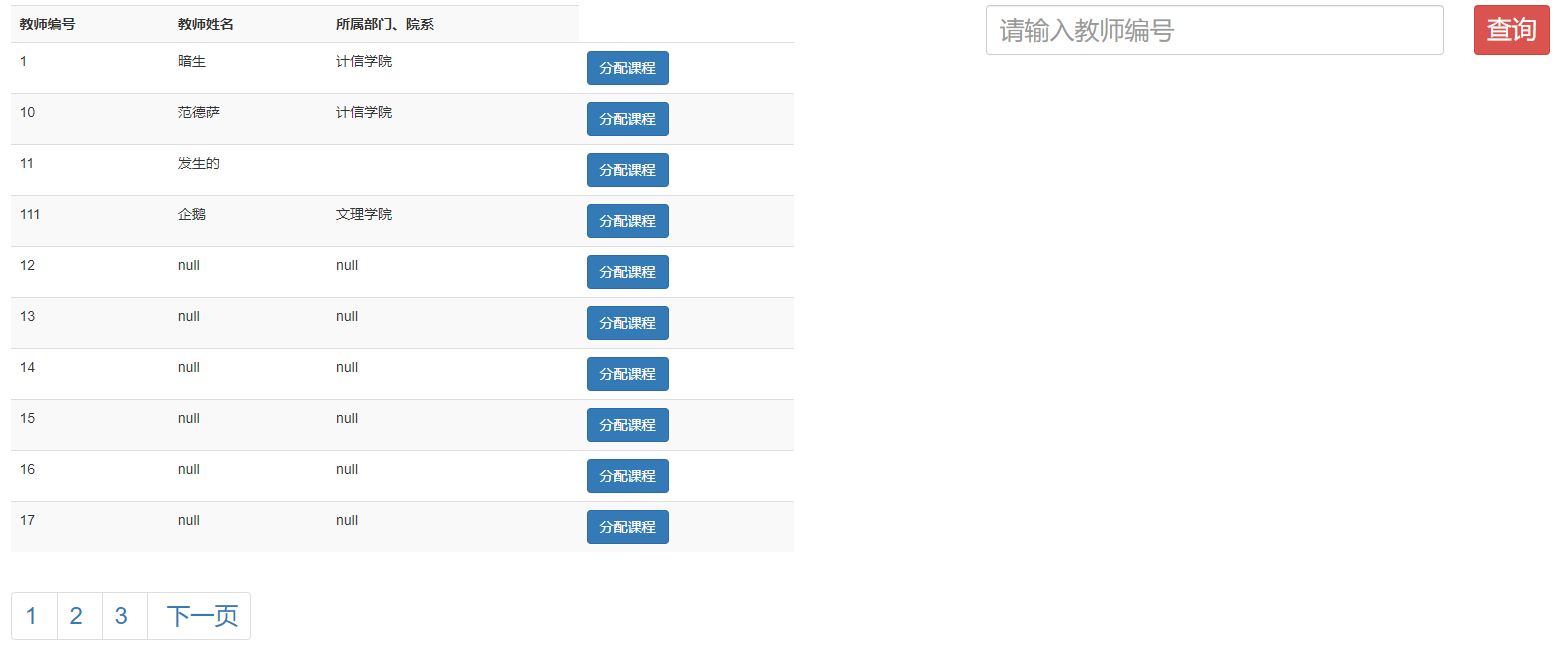 教师编号 教师姓名 所属部门、院系
1 暗生 计信学院 分配课程
10 范德萨 计信学院 分配课程
11 发生的 分配课程
111 企鹅 文理学院 分配课程
12 null null 分配课程
13 null null 分配课程
14 null null 分配课程
15 null null 分配课程
16 null null 分配课程
17 null null 分配课程
1 2 3 下一页
请输入教师编号 查询